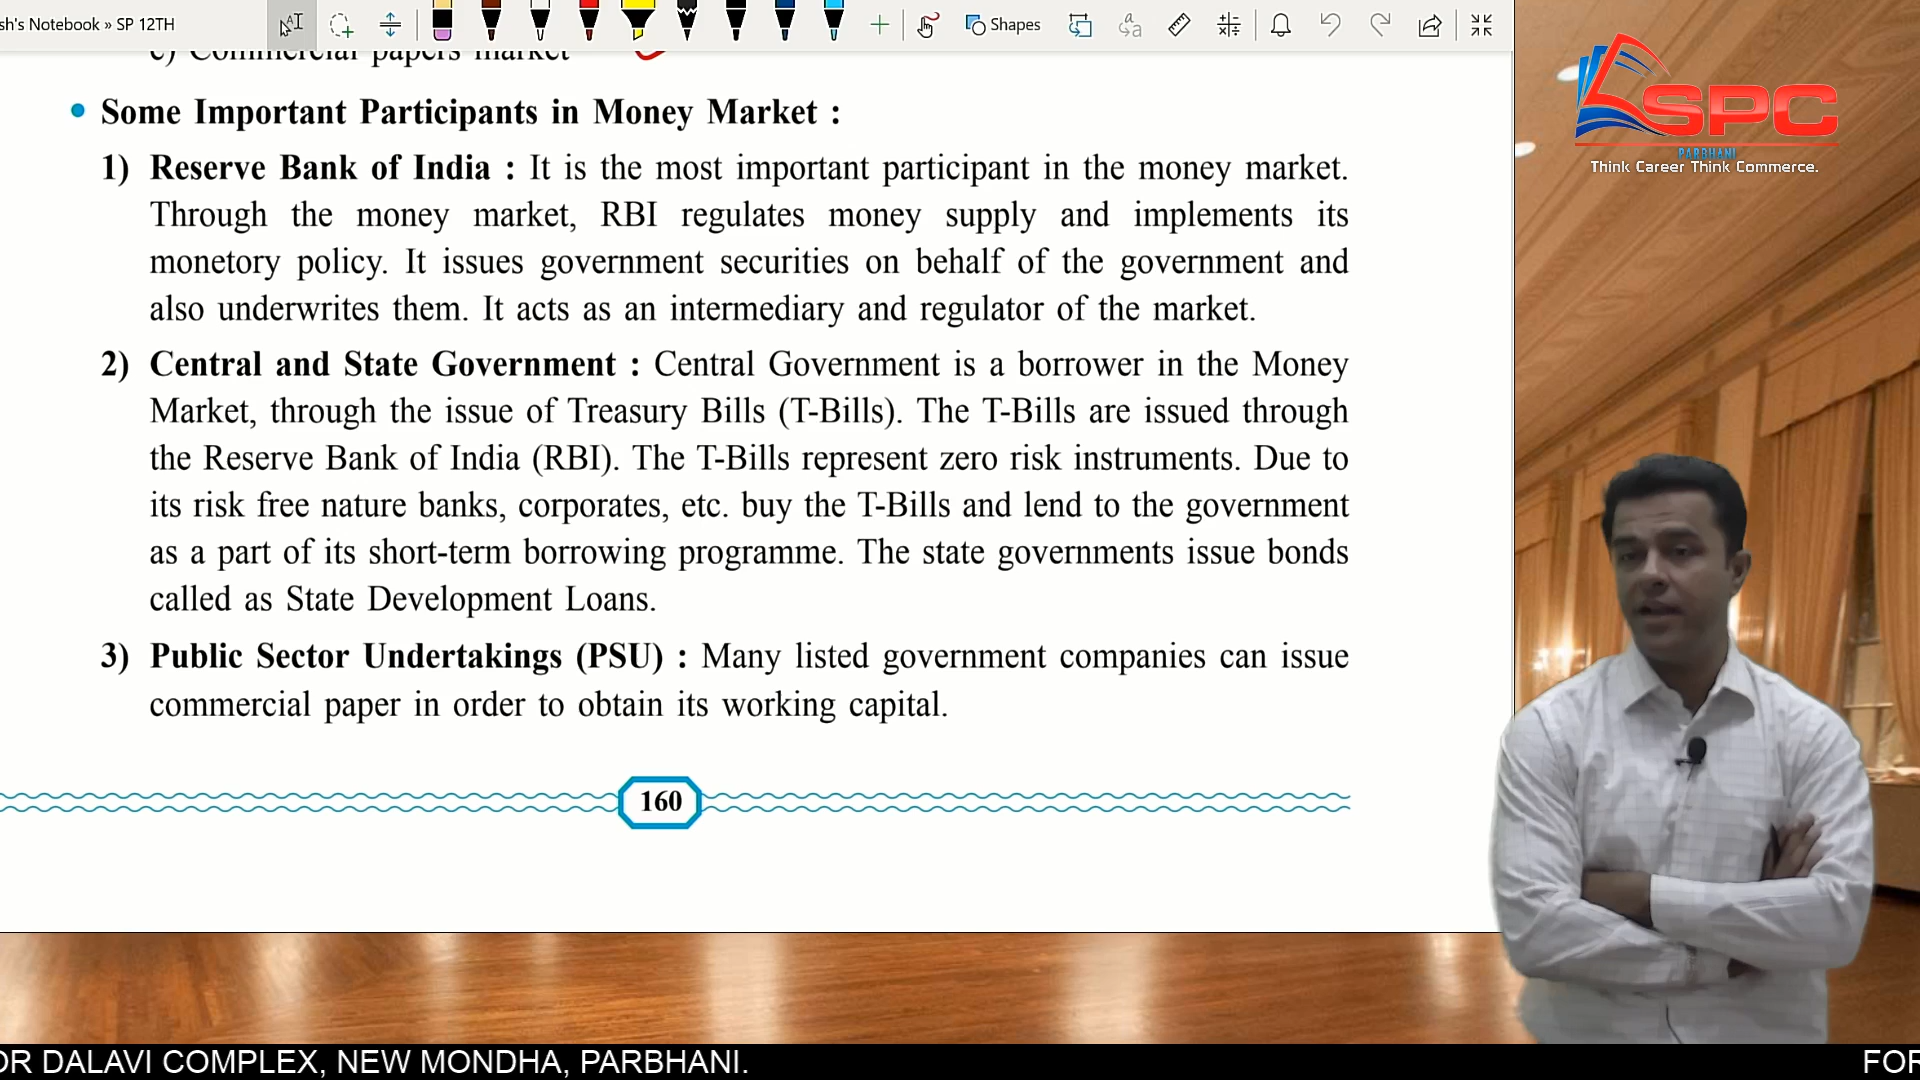 sh's Notebook » SP 12TH
Shapes
c) Commercial papers market
SPC
PARBHANI
Think Career Think Commerce.
• Some Important Participants in Money Market :
1) Reserve Bank of India : It is the most important participant in the money market.
Through the money market, RBI regulates money supply and implements its
monetory policy. It issues government securities on behalf of the government and
also underwrites them. It acts as an intermediary and regulator of the market.
2) Central and State Government : Central Government is a borrower in the Money
Market, through the issue of Treasury Bills (T-Bills). The T-Bills are issued through
the Reserve Bank of India (RBI). The T-Bills represent zero risk instruments. Due to
its risk free nature banks, corporates, etc. buy the T-Bills and lend to the government
as a part of its short-term borrowing programme. The state governments issue bonds
called as State Development Loans.
3) Public Sector Undertakings (PSU) : Many listed government companies can issue
commercial paper in order to obtain its working capital.
160
OR DALAVI COMPLEX, NEW MONDHA, PARBHANI.
FOR